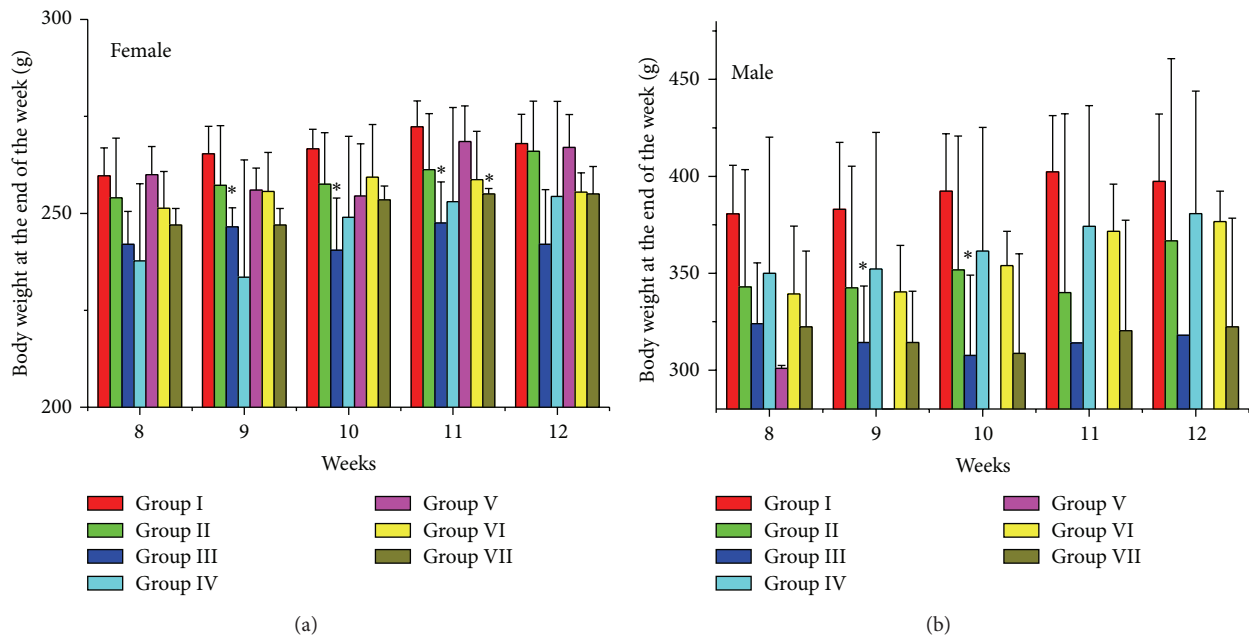 Female
Body weight at the end of the week (g)
300
250
200
*
*
*
*
8
9
10
11
12
Weeks
Group I
Group II
Group III
Group IV
Group V
Group VI
Group VII
(a)
Male
Body weight at the end of the week (g)
450
400
350
300
*
*
8
9
10
11
12
Weeks
Group I
Group II
Group III
Group IV
Group V
Group VI
Group VII
(b)